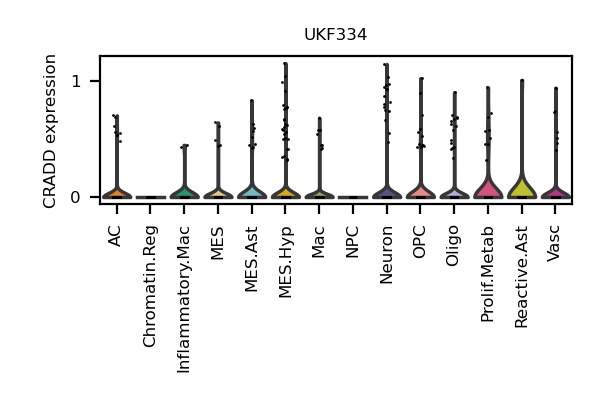 UKF334
CRADD expression
1
0
AC
Chromatin.Reg
Inflammatory.Mac
MES
MES.Ast
MES.Hyp
Mac
NPC
Neuron
OPC
Oligo
Prolif.Metab
Reactive.Ast
Vasc